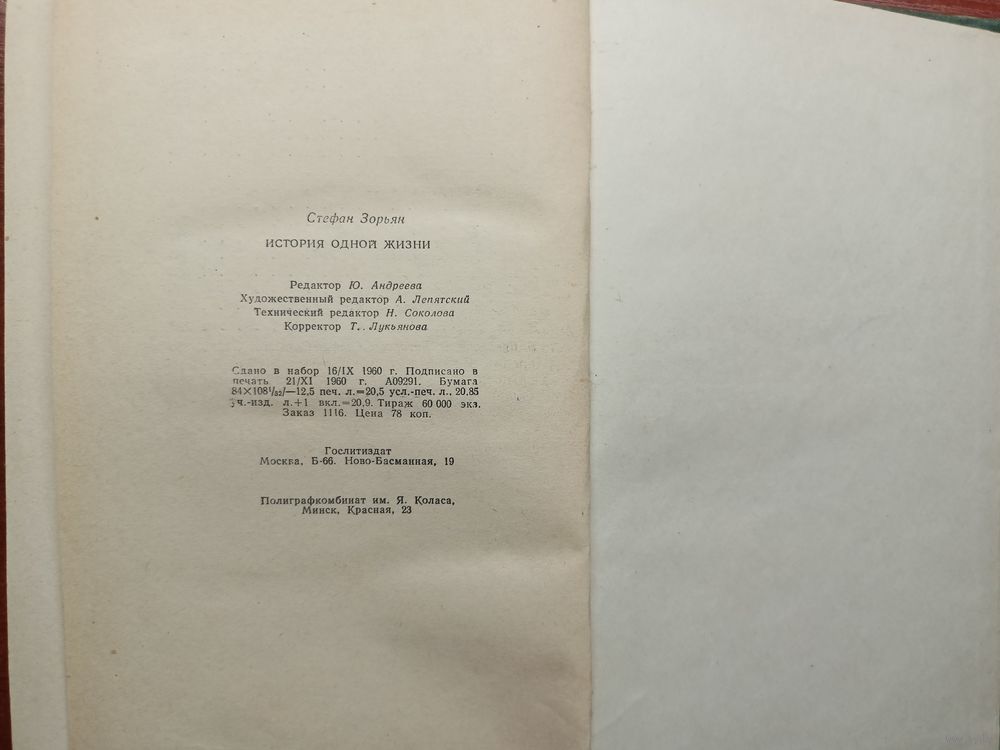 Стефан Зорьян
ИСТОРИЯ ОДНОЙ ЖИЗНИ
Редактор Ю. Андреева
Художественный редактор А. Лепятский
Технический редактор Н. Соколова
Корректор Т. Лукьянова
Сдано в набор 16/IX 1960 г. Подписано в
печать 21/XI 1960 г. А09291. Бумага
84×108¹/₃₂/—12,5 печ. л.=20,5 усл.-печ. л., 20,85
уч.-изд. л.+1 вкл.=20,9. Тираж 60 000 экз.
Заказ 1116. Цена 78 коп.
Гослитиздат
Москва, Б-66. Ново-Басманная, 19
Полиграфкомбинат им. Я. Коласа,
Минск, Красная, 23